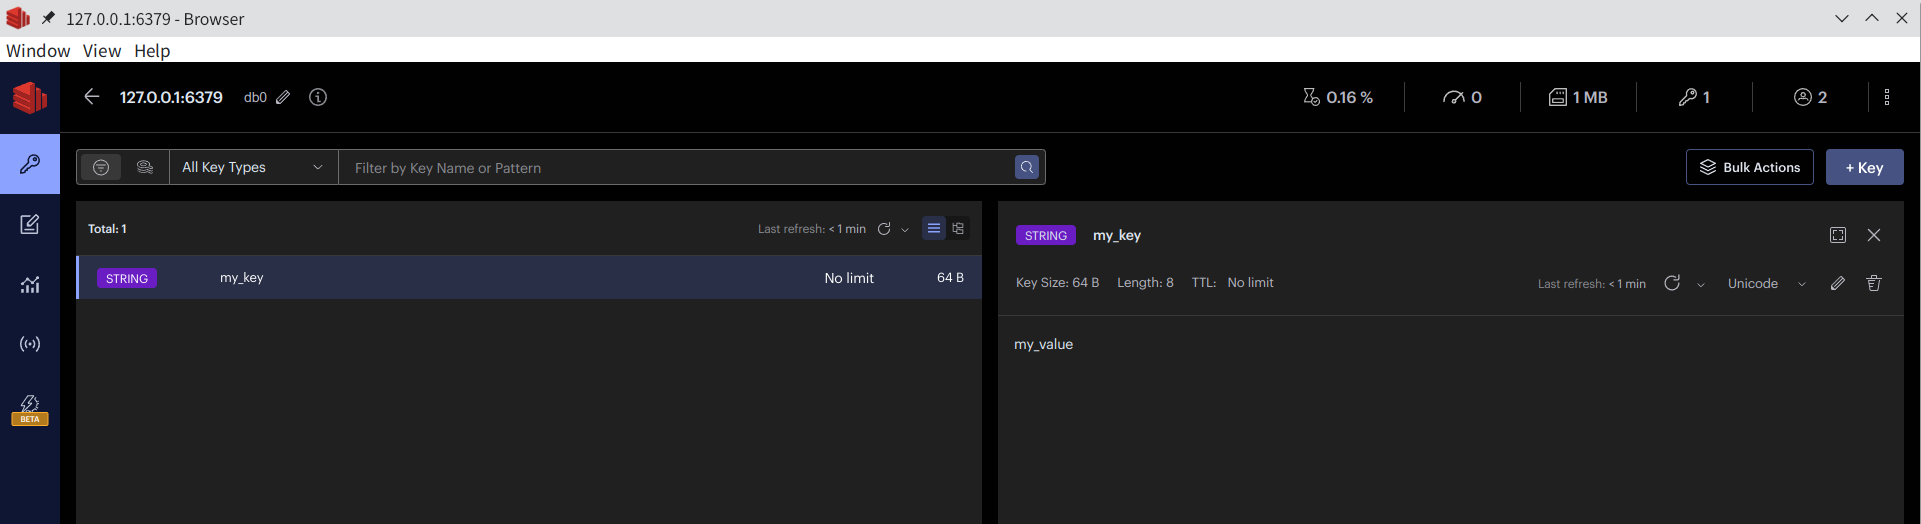 127.0.0.1:6379 - Browser
Window View Help
127.0.0.1:6379 db0 0.16 % 0 1 MB 1 2
All Key Types Filter by Key Name or Pattern Bulk Actions + Key
Total: 1 Last refresh: < 1 min
STRING my_key No limit 64 B
STRING my_key
Key Size: 64 B Length: 8 TTL: No limit Last refresh: < 1 min Unicode
my_value
BETA